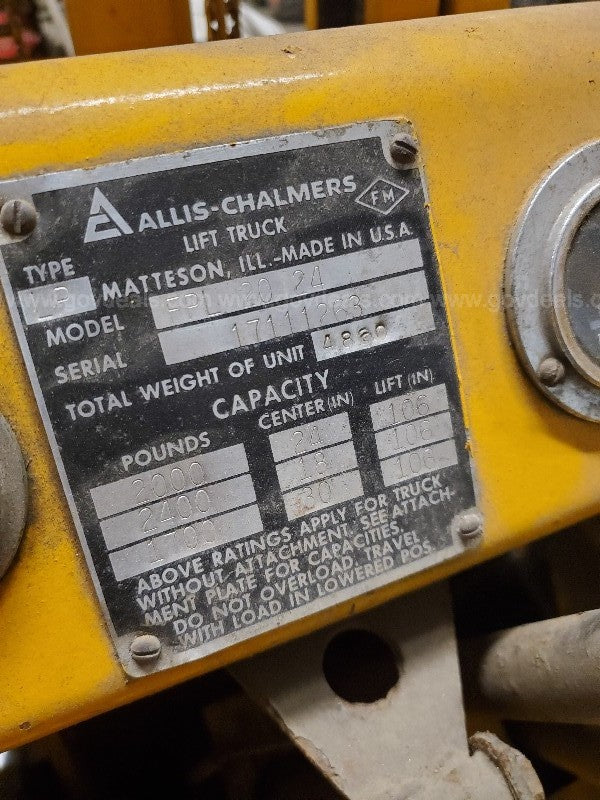 ALLIS-CHALMERS
FM
LIFT TRUCK
TYPE MATTESON, ILL.-MADE IN U.S.A.
LP
MODEL FPL 20 24
SERIAL 17111263
TOTAL WEIGHT OF UNIT 4860
CAPACITY
POUNDS CENTER (IN) LIFT (IN)
2000 24 106
2400 18 106
1700 30 106
ABOVE RATINGS APPLY FOR TRUCK
WITHOUT ATTACHMENT. SEE ATTACH-
MENT PLATE FOR CAPACITIES.
DO NOT OVERLOAD. TRAVEL
WITH LOAD IN LOWERED POS.
www.govdeals.com